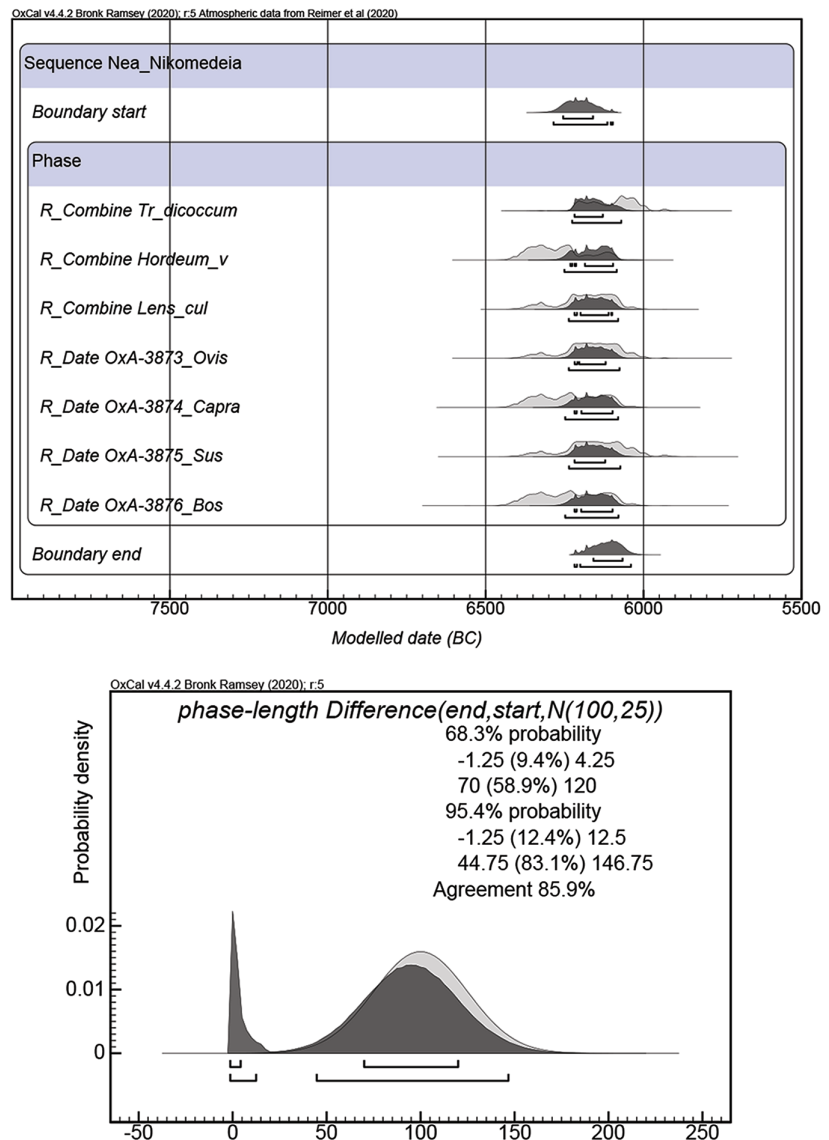 OxCal v4.4.2 Bronk Ramsey (2020); r:5 Atmospheric data from Reimer et al (2020)
Sequence Nea_Nikomedeia
Boundary start
Phase
R_Combine Tr_dicoccum
R_Combine Hordeum_v
R_Combine Lens_cul
R_Date OxA-3873_Ovis
R_Date OxA-3874_Capra
R_Date OxA-3875_Sus
R_Date OxA-3876_Bos
Boundary end
7500 7000 6500 6000 5500
Modelled date (BC)
OxCal v4.4.2 Bronk Ramsey (2020); r:5
phase-length Difference(end,start,N(100,25))
68.3% probability
-1.25 (9.4%) 4.25
70 (58.9%) 120
95.4% probability
-1.25 (12.4%) 12.5
44.75 (83.1%) 146.75
Agreement 85.9%
Probability density
0.02
0.01
0
-50 0 50 100 150 200 250